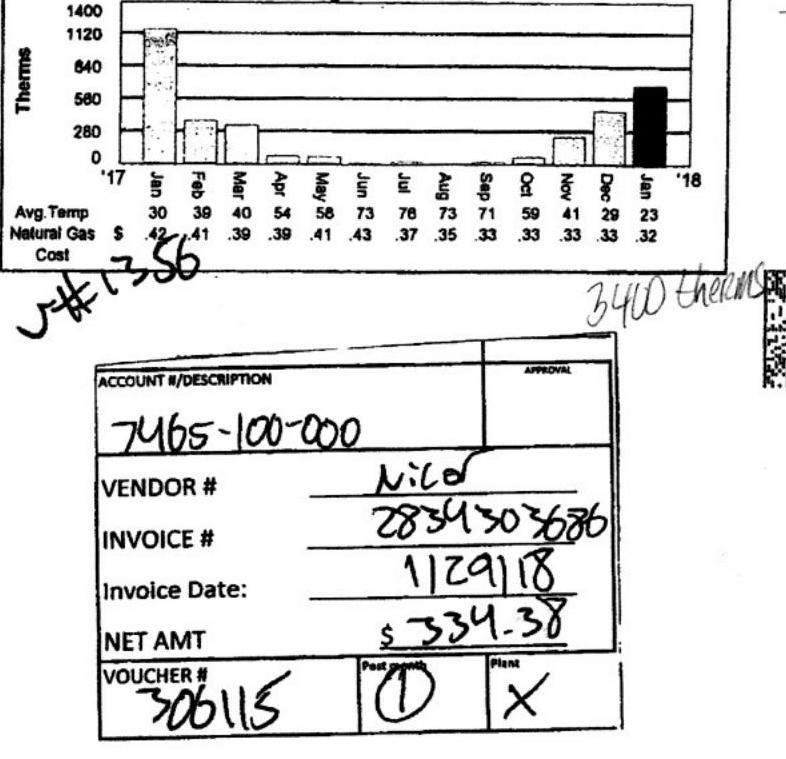 1400
1120
840
560
280
0
Therms
'17 Jan Feb Mar Apr May Jun Jul Aug Sep Oct Nov Dec Jan '18
Avg.Temp 30 39 40 54 58 73 76 73 71 59 41 29 23
Natural Gas $ .42 .41 .39 .39 .41 .43 .37 .35 .33 .33 .33 .33 .32
Cost
#1356
therms
ACCOUNT #/DESCRIPTION APPROVAL
7465-100-000
VENDOR # Nicor
INVOICE # 2834303686
Invoice Date: 1/29/18
NET AMT $ 334.38
VOUCHER # Post month Plant
306115 1 X